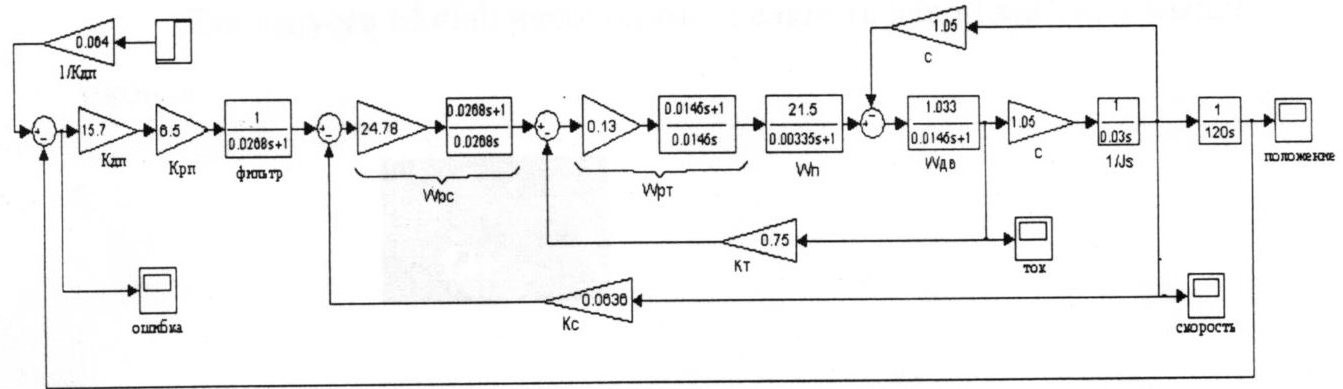 0.064
1/Кдп
15.7
Кдп
6.5
Крп
1
0.0268s+1
фильтр
24.78
0.0268s+1
0.0268s
Wрс
0.13
0.0146s+1
0.0146s
Wрт
21.5
0.00335s+1
Wп
1.05
с
1.033
0.0146s+1
Wдв
1.05
с
1
0.03s
1/Js
1
120s
положение
0.75
Кт
ток
0.0636
Кс
скорость
ошибка